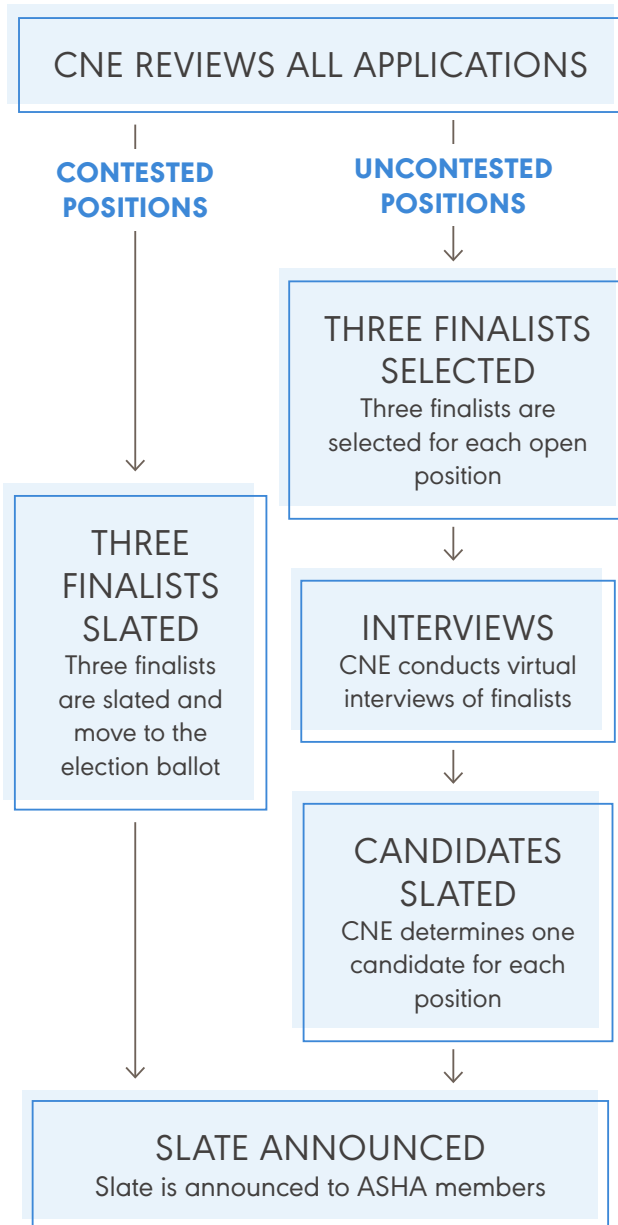 CNE REVIEWS ALL APPLICATIONS
CONTESTED
POSITIONS
THREE
FINALISTS
SLATED
Three finalists
are slated and
move to the
election ballot
UNCONTESTED
POSITIONS
THREE FINALISTS
SELECTED
Three finalists are
selected for each open
position
INTERVIEWS
CNE conducts virtual
interviews of finalists
CANDIDATES
SLATED
CNE determines one
candidate for each
position
SLATE ANNOUNCED
Slate is announced to ASHA members